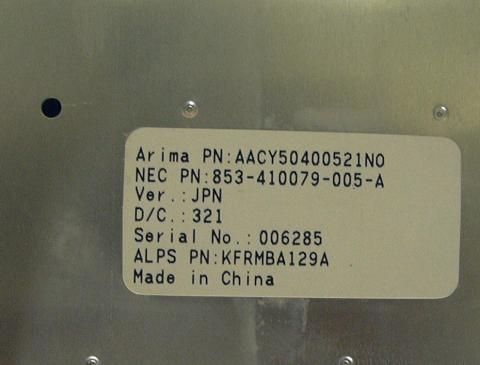 Arima PN:AACY50400521N0
NEC PN:853-410079-005-A
Ver.:JPN
D/C.:321
Serial No.:006285
ALPS PN:KFRMBA129A
Made in China